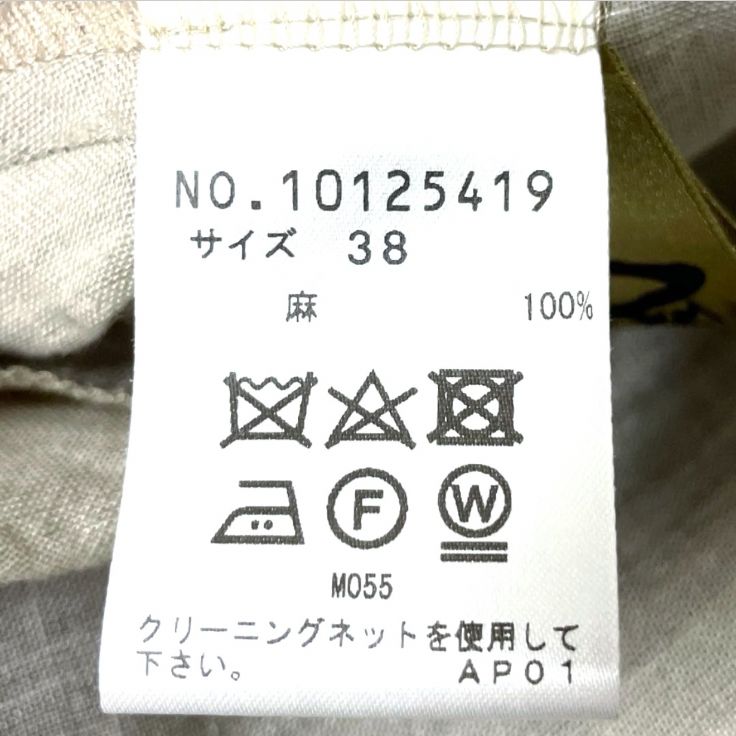 NO.10125419
サイズ 38
麻 100%
F W
M055
クリーニングネットを使用して
下さい。 AP01